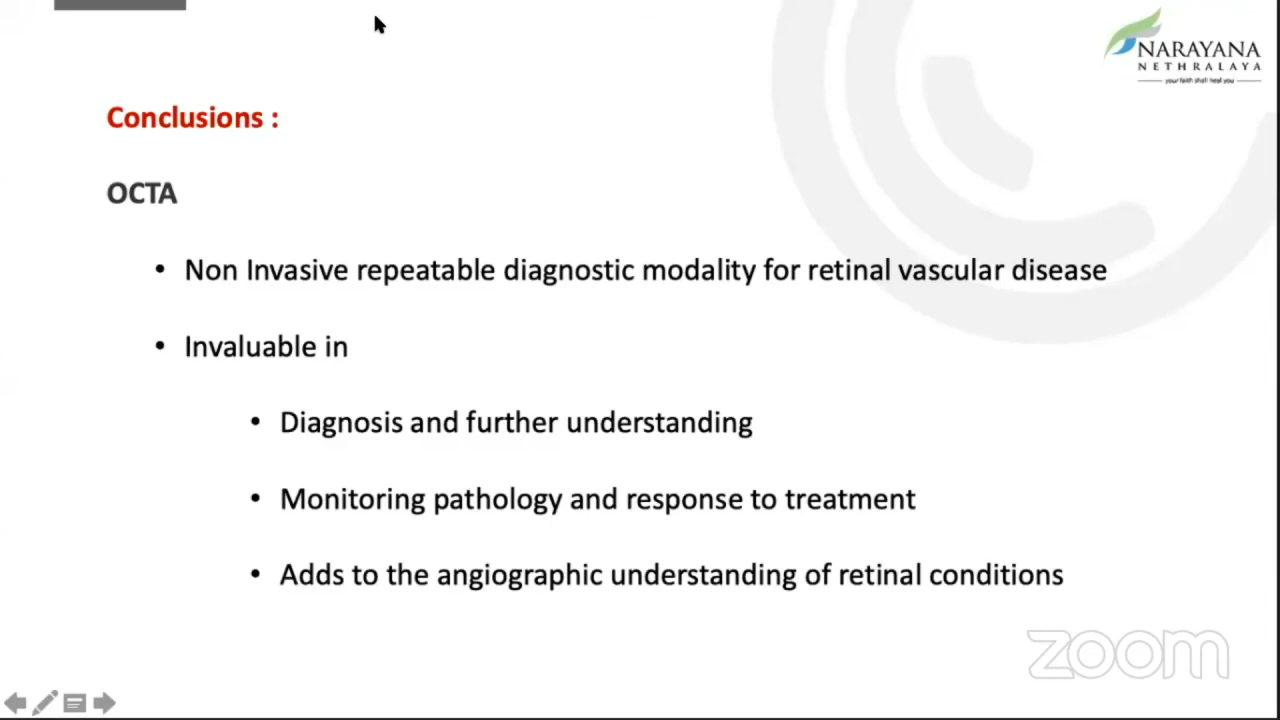 NARAYANA
NETHRALAYA
your faith shall heal you
Conclusions :
OCTA
• Non Invasive repeatable diagnostic modality for retinal vascular disease
• Invaluable in
• Diagnosis and further understanding
• Monitoring pathology and response to treatment
• Adds to the angiographic understanding of retinal conditions
zoom